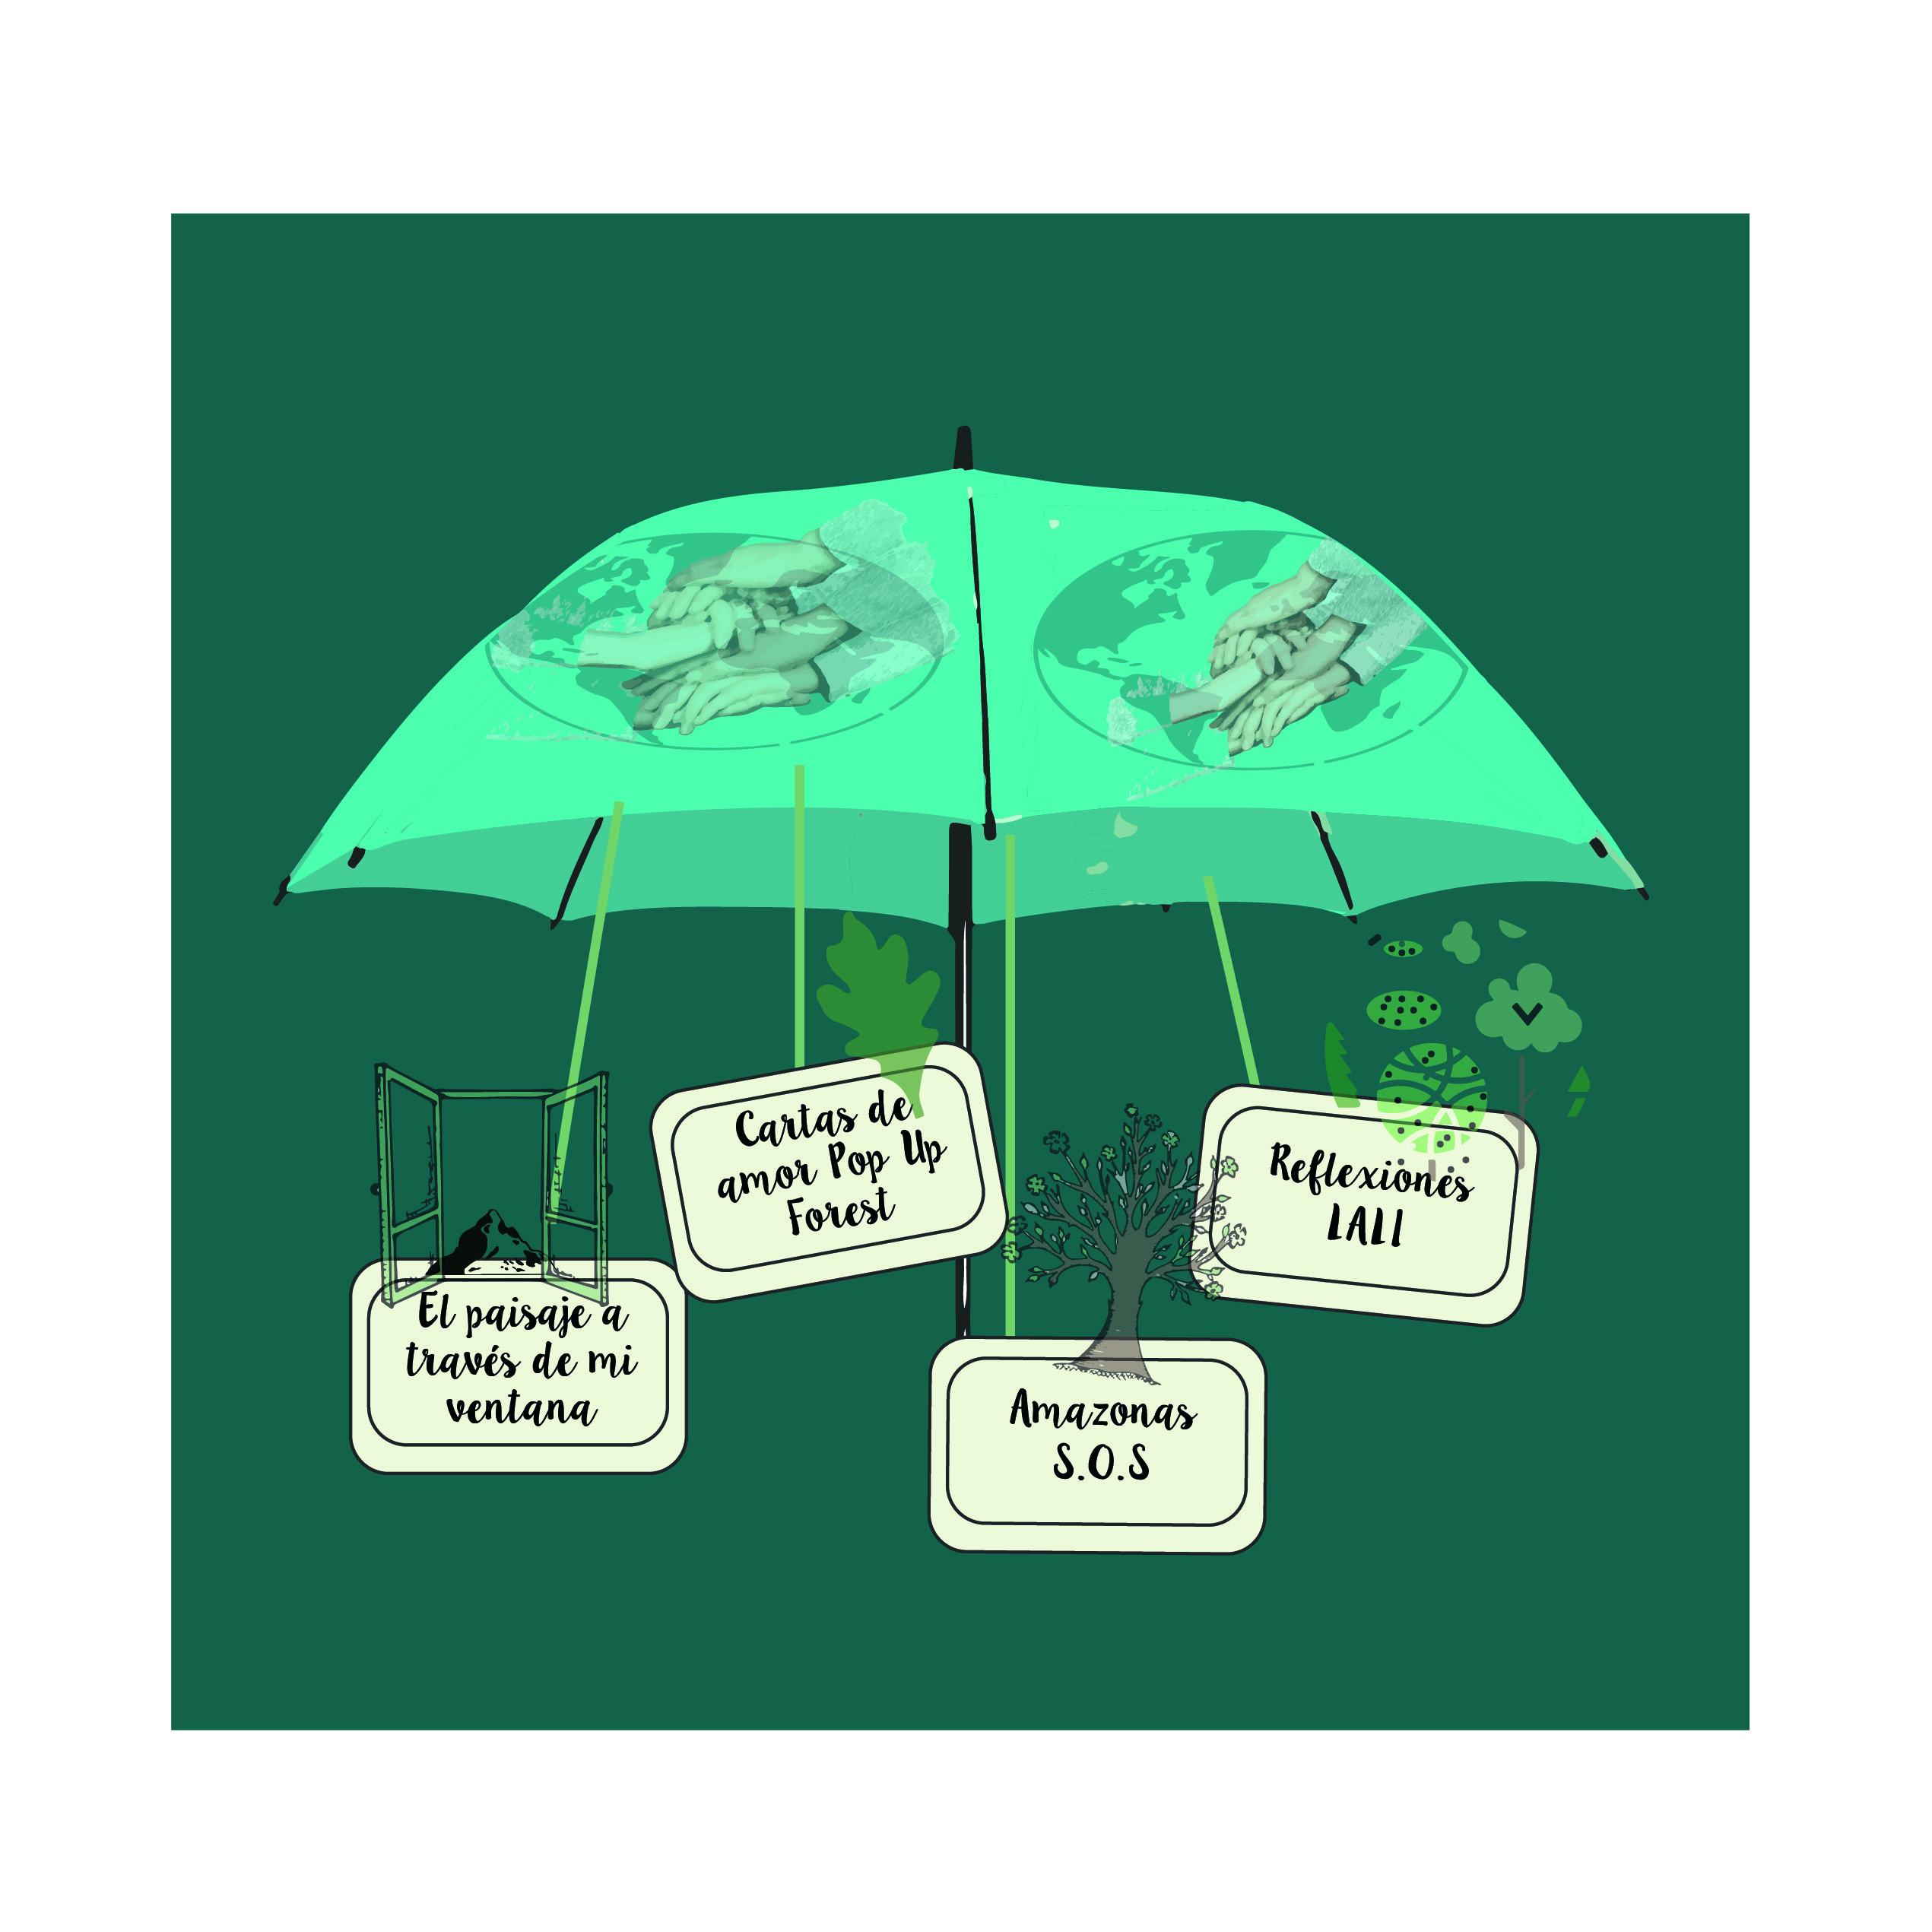 Cartas de
amor Pop Up
Forest
Reflexiones
LALI
El paisaje a
través de mi
ventana
Amazonas
S.O.S